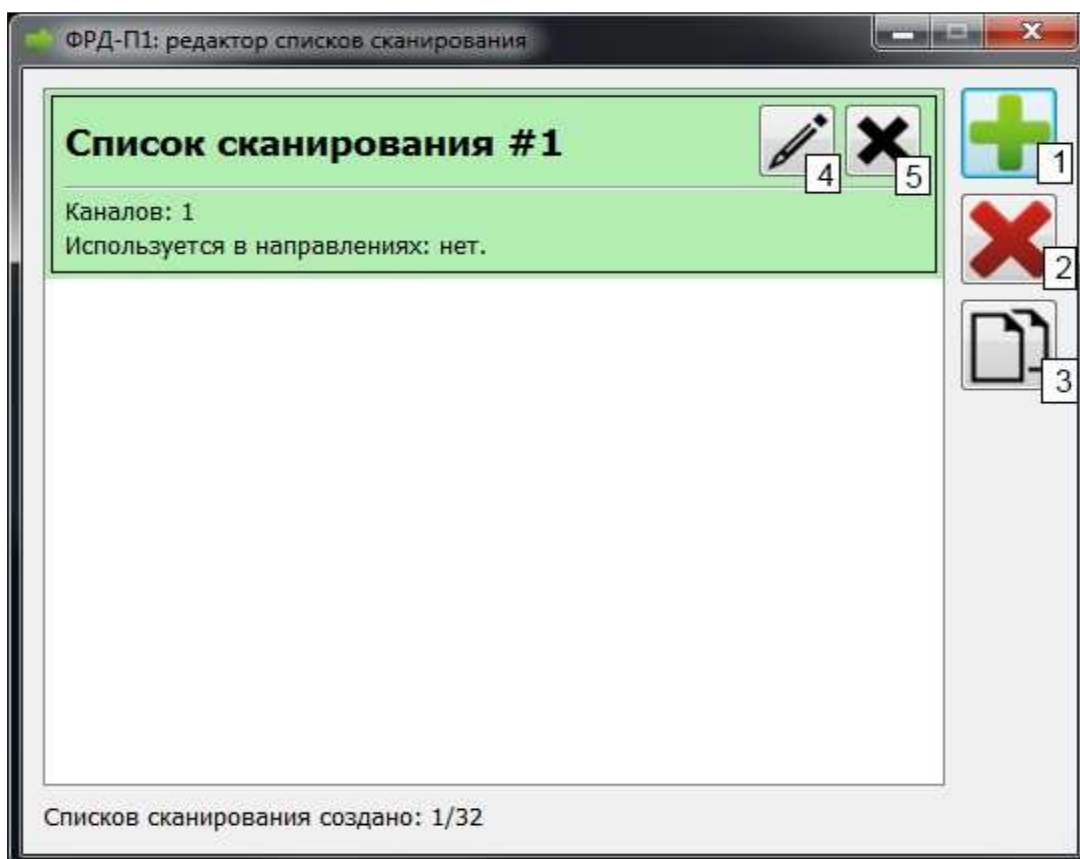 ФРД-П1: редактор списков сканирования
Список сканирования #1
4
5
1
Каналов: 1
Используется в направлениях: нет.
2
3
Списков сканирования создано: 1/32